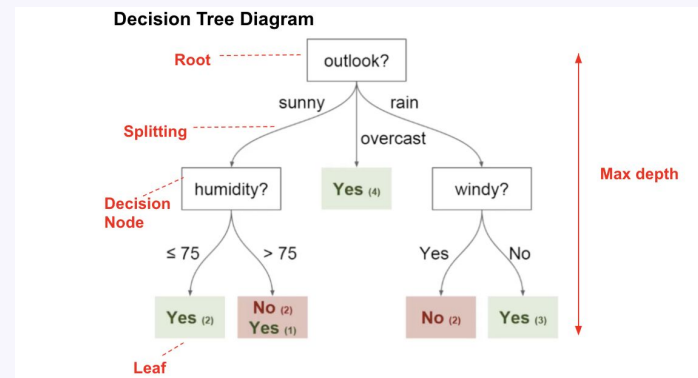 Decision Tree Diagram
Root
outlook?
sunny
rain
Splitting
overcast
Max depth
humidity?
Yes (4)
windy?
Decision
Node
≤ 75
> 75
Yes
No
Yes (2)
No (2)
Yes (1)
No (2)
Yes (3)
Leaf